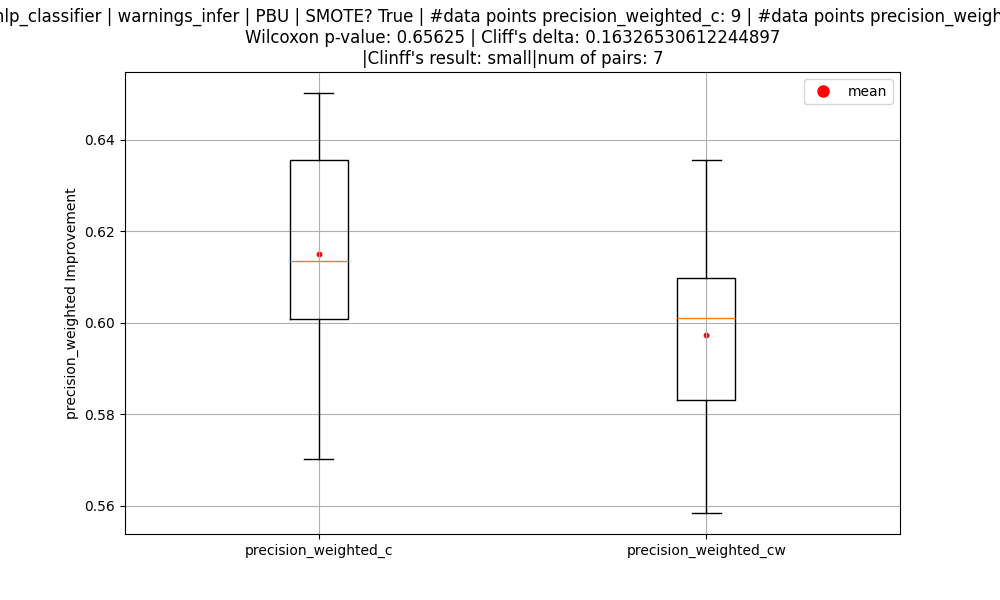 lp_classifier | warnings_infer | PBU | SMOTE? True | #data points precision_weighted_c: 9 | #data points precision_weigh
Wilcoxon p-value: 0.65625 | Cliff's delta: 0.16326530612244897
|Clinff's result: small|num of pairs: 7
mean
0.64
0.62
0.60
0.58
0.56
precision_weighted Improvement
precision_weighted_c
precision_weighted_cw